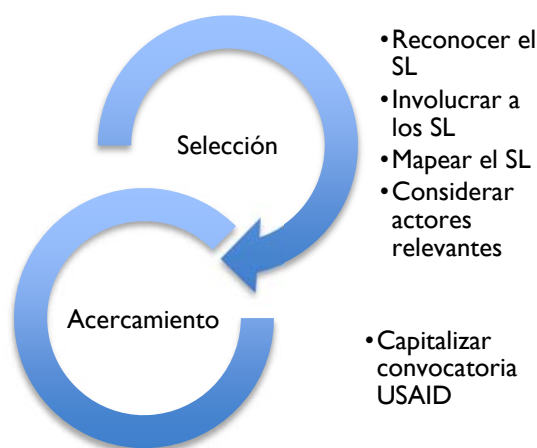 Selección
•Reconocer el
SL
•Involucrar a
los SL
•Mapear el SL
•Considerar
actores
relevantes
Acercamiento
•Capitalizar
convocatoria
USAID